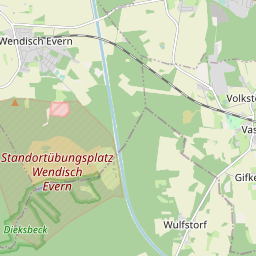 Wendisch Evern
Volkst
Vas
Standortübungsplatz
Wendisch
Evern
Gifke
Dieksbeck
Wulfstorf